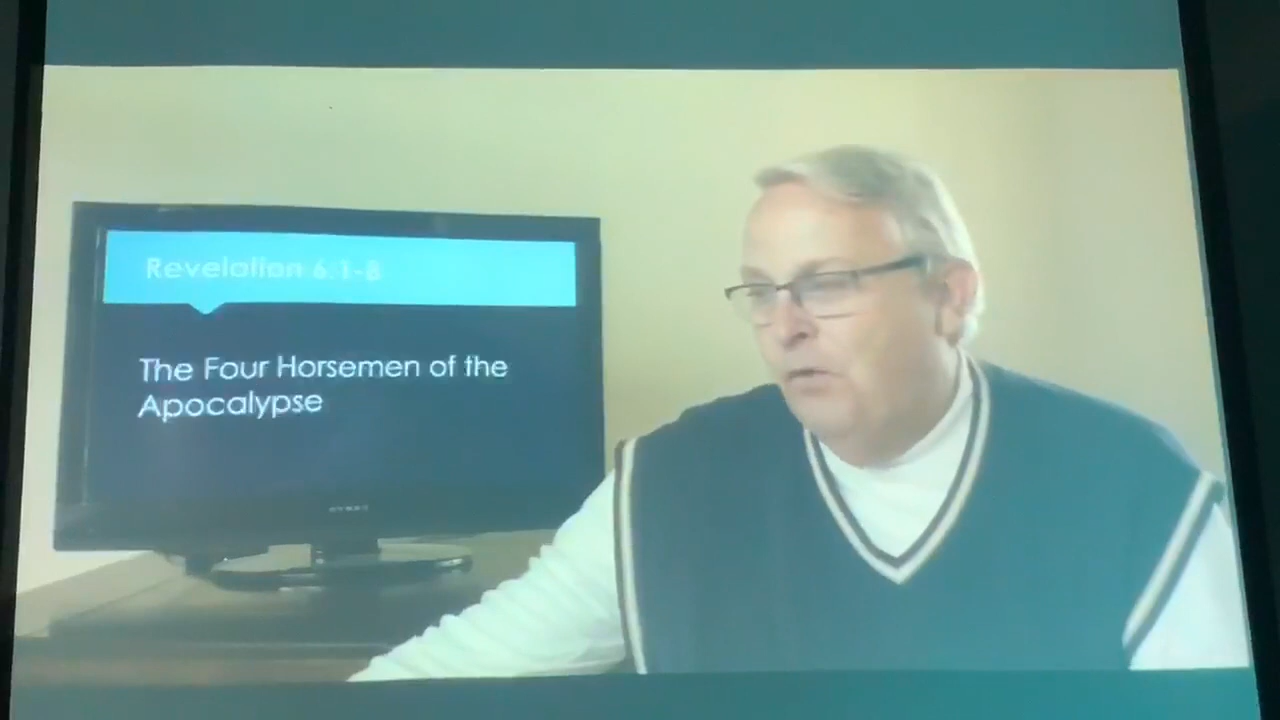 Revelation 6:1-8
The Four Horsemen of the
Apocalypse